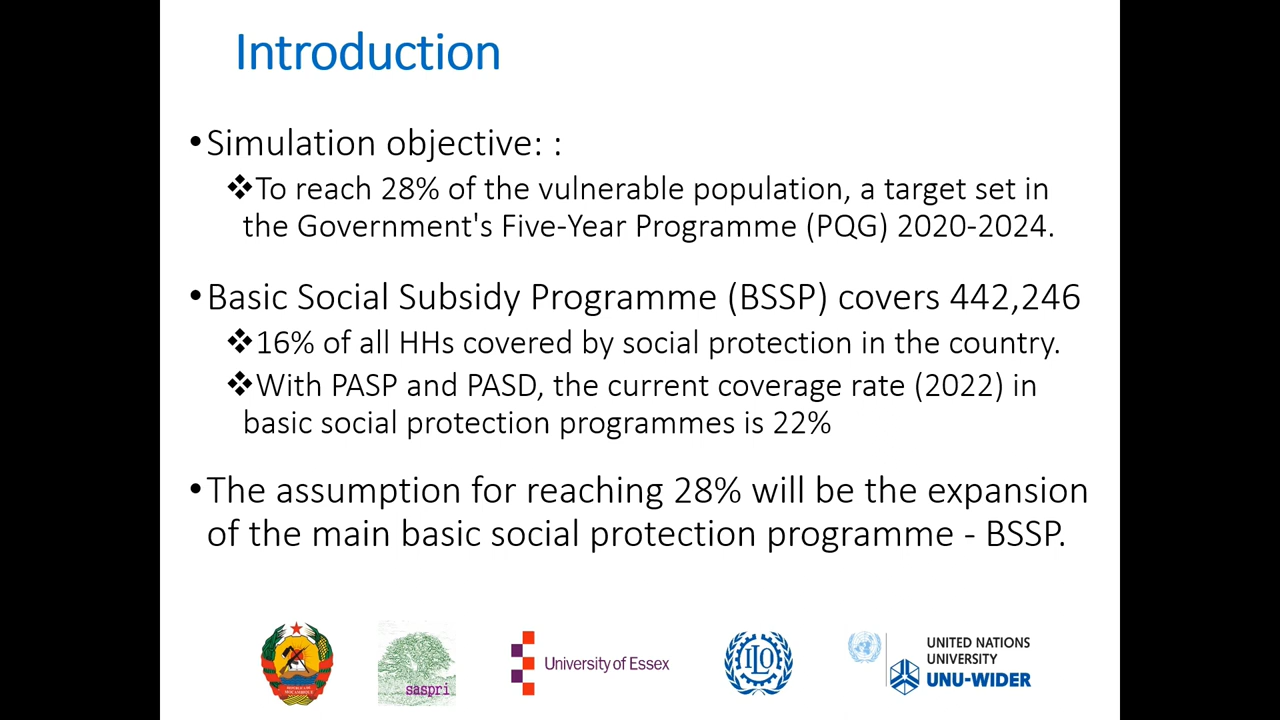 Introduction
•Simulation objective: :
❖To reach 28% of the vulnerable population, a target set in
the Government's Five-Year Programme (PQG) 2020-2024.
•Basic Social Subsidy Programme (BSSP) covers 442,246
❖16% of all HHs covered by social protection in the country.
❖With PASP and PASD, the current coverage rate (2022) in
basic social protection programmes is 22%
•The assumption for reaching 28% will be the expansion
of the main basic social protection programme - BSSP.
saspri
University of Essex
ILO
UNITED NATIONS
UNIVERSITY
UNU-WIDER